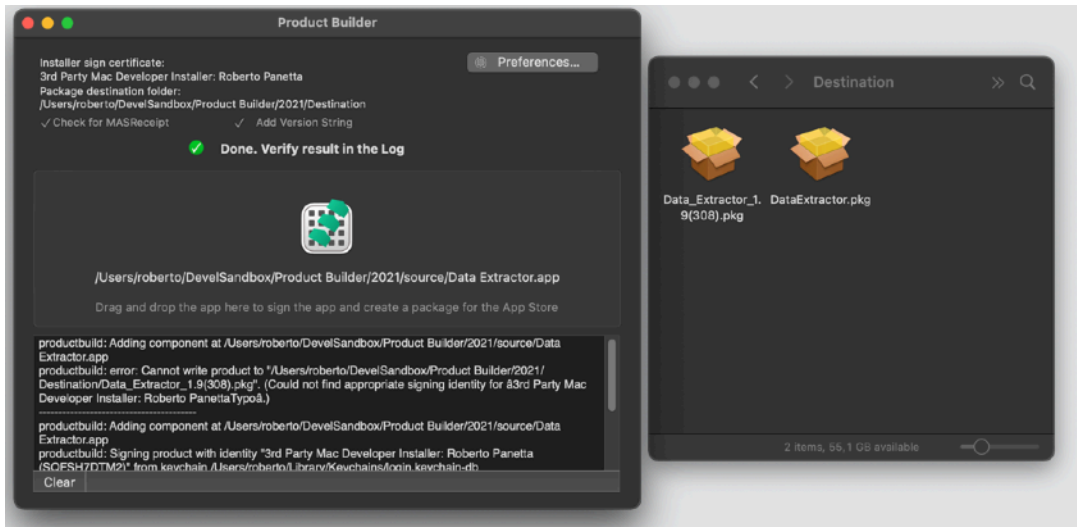 Product Builder
Installer sign certificate:
3rd Party Mac Developer Installer: Roberto Panetta
Package destination folder:
/Users/roberto/DevelSandbox/Product Builder/2021/Destination
✓ Check for MASReceipt ✓ Add Version String
Preferences...
Done. Verify result in the Log
/Users/roberto/DevelSandbox/Product Builder/2021/source/Data Extractor.app
Drag and drop the app here to sign the app and create a package for the App Store
productbuild: Adding component at /Users/roberto/DevelSandbox/Product Builder/2021/source/Data
Extractor.app
productbuild: error: Cannot write product to "/Users/roberto/DevelSandbox/Product Builder/2021/
Destination/Data_Extractor_1.9(308).pkg". (Could not find appropriate signing identity for â3rd Party Mac
Developer Installer: Roberto PanettaTypoâ.)
----------------------------------------
productbuild: Adding component at /Users/roberto/DevelSandbox/Product Builder/2021/source/Data
Extractor.app
productbuild: Signing product with identity "3rd Party Mac Developer Installer: Roberto Panetta
(SQFSH7DTM2)" from keychain /Users/roberto/Library/Keychains/login.keychain-db
Clear
Destination
Data_Extractor_1.
9(308).pkg
DataExtractor.pkg
2 items, 55,1 GB available